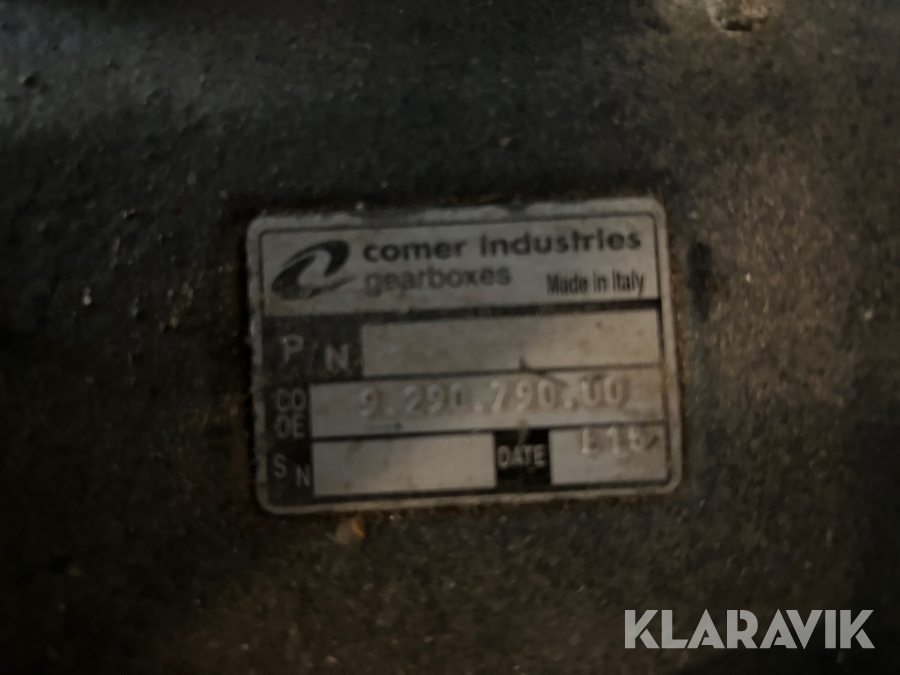 comer industries
gearboxes Made in Italy
P/N
CODE 9.290.790.00
SN DATE
KLARAVIK